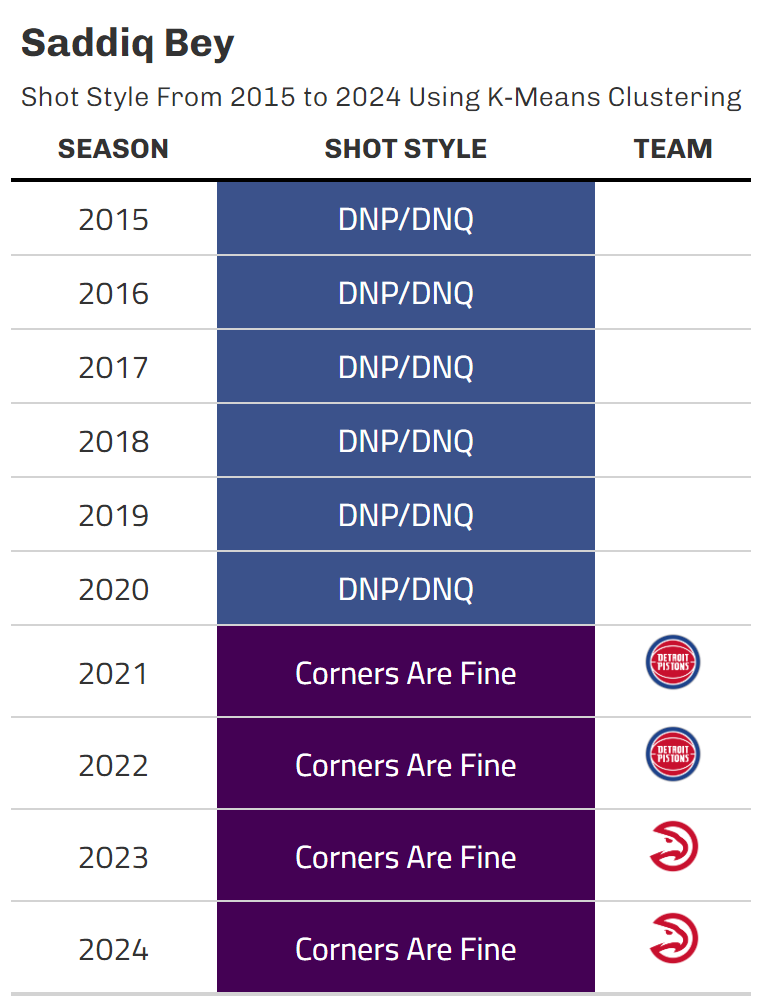 Saddiq Bey
Shot Style From 2015 to 2024 Using K-Means Clustering
SEASON SHOT STYLE TEAM
2015 DNP/DNQ
2016 DNP/DNQ
2017 DNP/DNQ
2018 DNP/DNQ
2019 DNP/DNQ
2020 DNP/DNQ
2021 Corners Are Fine DETROIT PISTONS
2022 Corners Are Fine DETROIT PISTONS
2023 Corners Are Fine
2024 Corners Are Fine